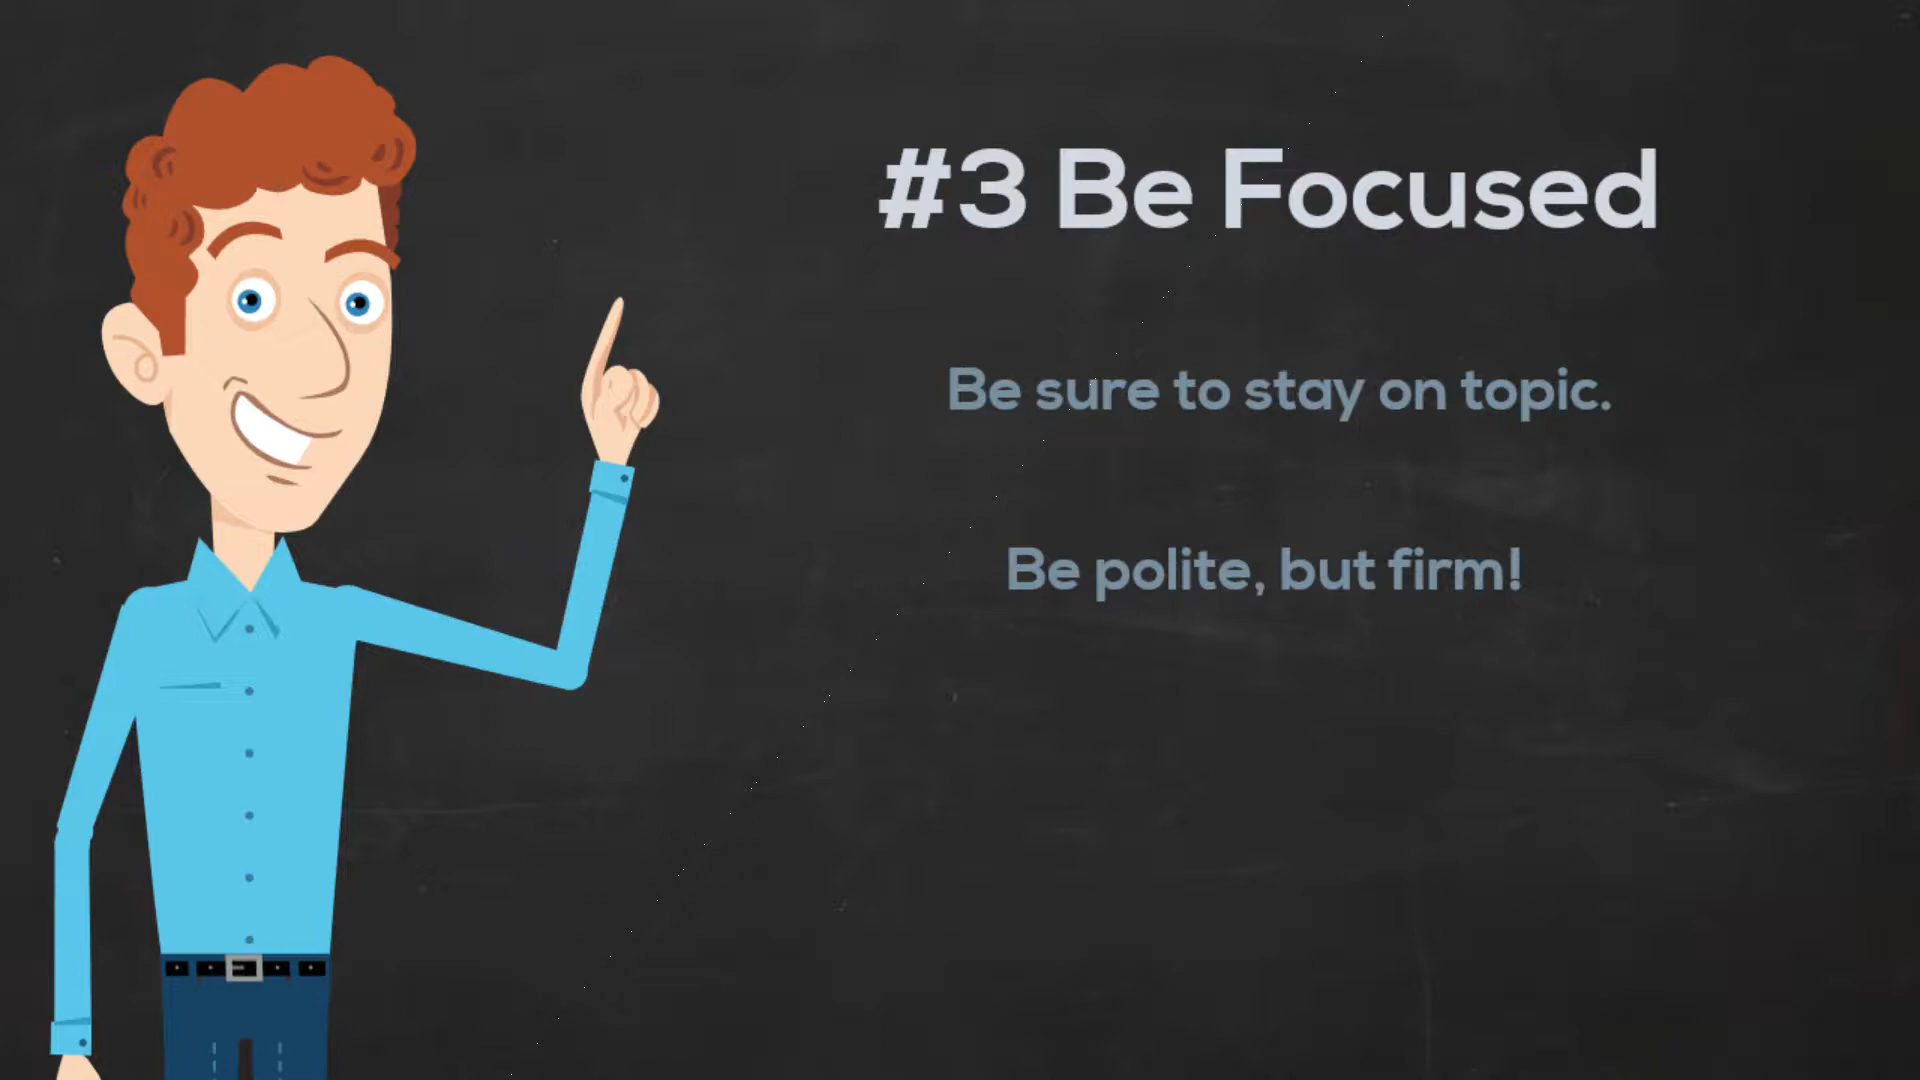 #3 Be Focused
Be sure to stay on topic.
Be polite, but firm!